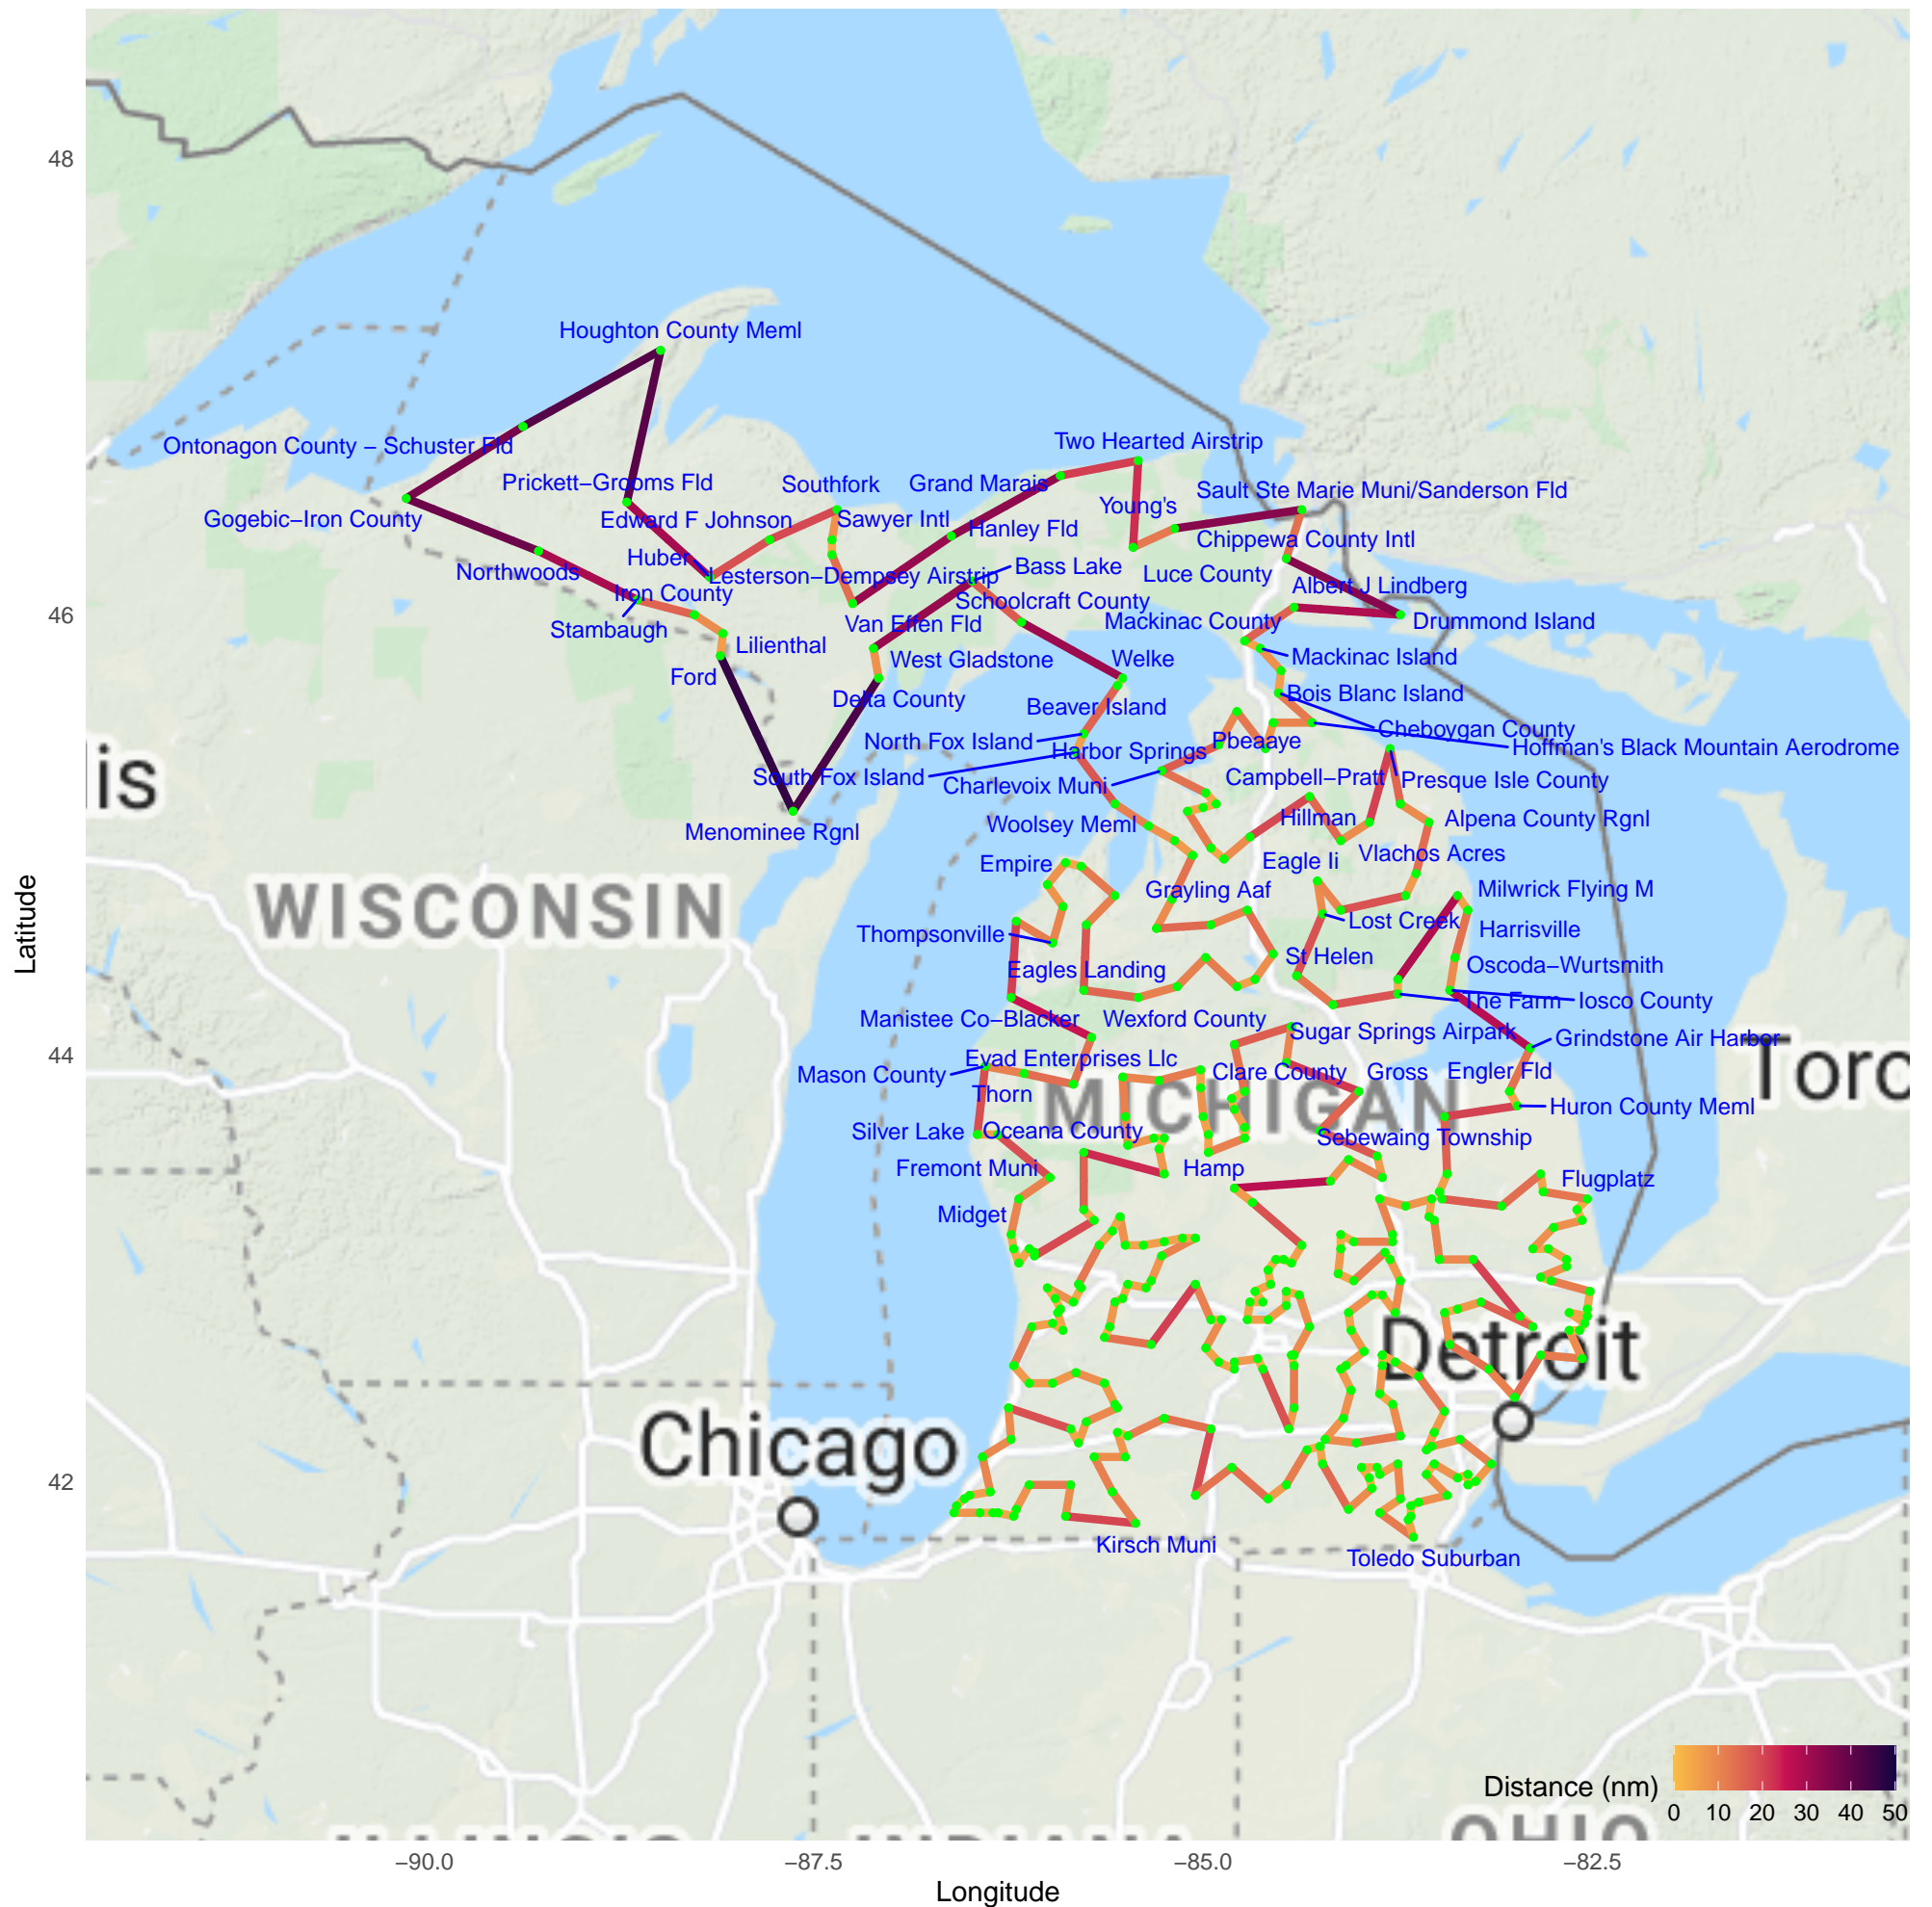 48
Houghton County Meml
Two Hearted Airstrip
Ontonagon County – Schuster Fld
Prickett–Grooms Fld
Southfork
Grand Marais
Sault Ste Marie Muni/Sanderson Fld
Young's
Gogebic–Iron County
Edward F Johnson
Sawyer Intl
Hanley Fld
Chippewa County Intl
Huber
Bass Lake
Northwoods
Lesterson–Dempsey Airstrip
Luce County
Albert J Lindberg
Iron County
Schoolcraft County
46
Stambaugh
Van Effen Fld
Mackinac County
Drummond Island
Lilienthal
West Gladstone
Welke
Mackinac Island
Ford
Delta County
Beaver Island
Bois Blanc Island
North Fox Island
Harbor Springs
Pbeaaye
Cheboygan County
Hoffman's Black Mountain Aerodrome
lis
South Fox Island
Charlevoix Muni
Campbell–Pratt
Presque Isle County
Menominee Rgnl
Woolsey Meml
Hillman
Alpena County Rgnl
Empire
Eagle Ii
Vlachos Acres
WISCONSIN
Grayling Aaf
Milwrick Flying M
Thompsonville
Lost Creek
Harrisville
Eagles Landing
St Helen
Oscoda–Wurtsmith
The Farm
Iosco County
Manistee Co–Blacker
Wexford County
Sugar Springs Airpark
Grindstone Air Harbor
44
Mason County
Evad Enterprises Llc
Clare County
Gross
Engler Fld
Toro
Thorn
MICHIGAN
Huron County Meml
Silver Lake
Oceana County
Sebewaing Township
Fremont Muni
Hamp
Flugplatz
Midget
Detroit
Chicago
42
Kirsch Muni
Toledo Suburban
Distance (nm)
0 10 20 30 40 50
ILLINOIS
INDIANA
OHIO
−90.0
−87.5
−85.0
−82.5
Longitude
Latitude